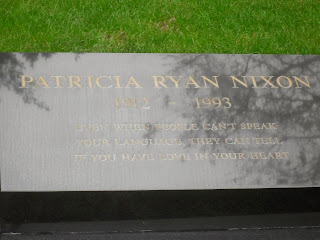 PATRICIA RYAN NIXON
1912 - 1993
EVEN WHEN PEOPLE CAN'T SPEAK
YOUR LANGUAGE, THEY CAN TELL
IF YOU HAVE LOVE IN YOUR HEART